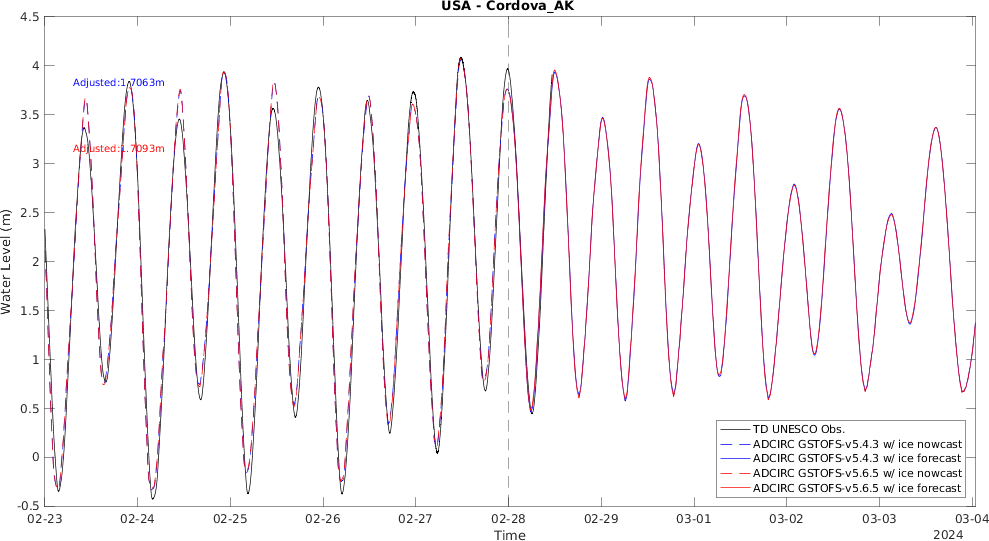 USA - Cordova_AK
4.5
4
3.5
3
2.5
2
1.5
1
0.5
0
-0.5
Water Level (m)
Adjusted:1.7063m
Adjusted:1.7093m
TD UNESCO Obs.
ADCIRC GSTOFS-v5.4.3 w/ ice nowcast
ADCIRC GSTOFS-v5.4.3 w/ ice forecast
ADCIRC GSTOFS-v5.6.5 w/ ice nowcast
ADCIRC GSTOFS-v5.6.5 w/ ice forecast
02-23 02-24 02-25 02-26 02-27 02-28 02-29 03-01 03-02 03-03 03-04
Time
2024